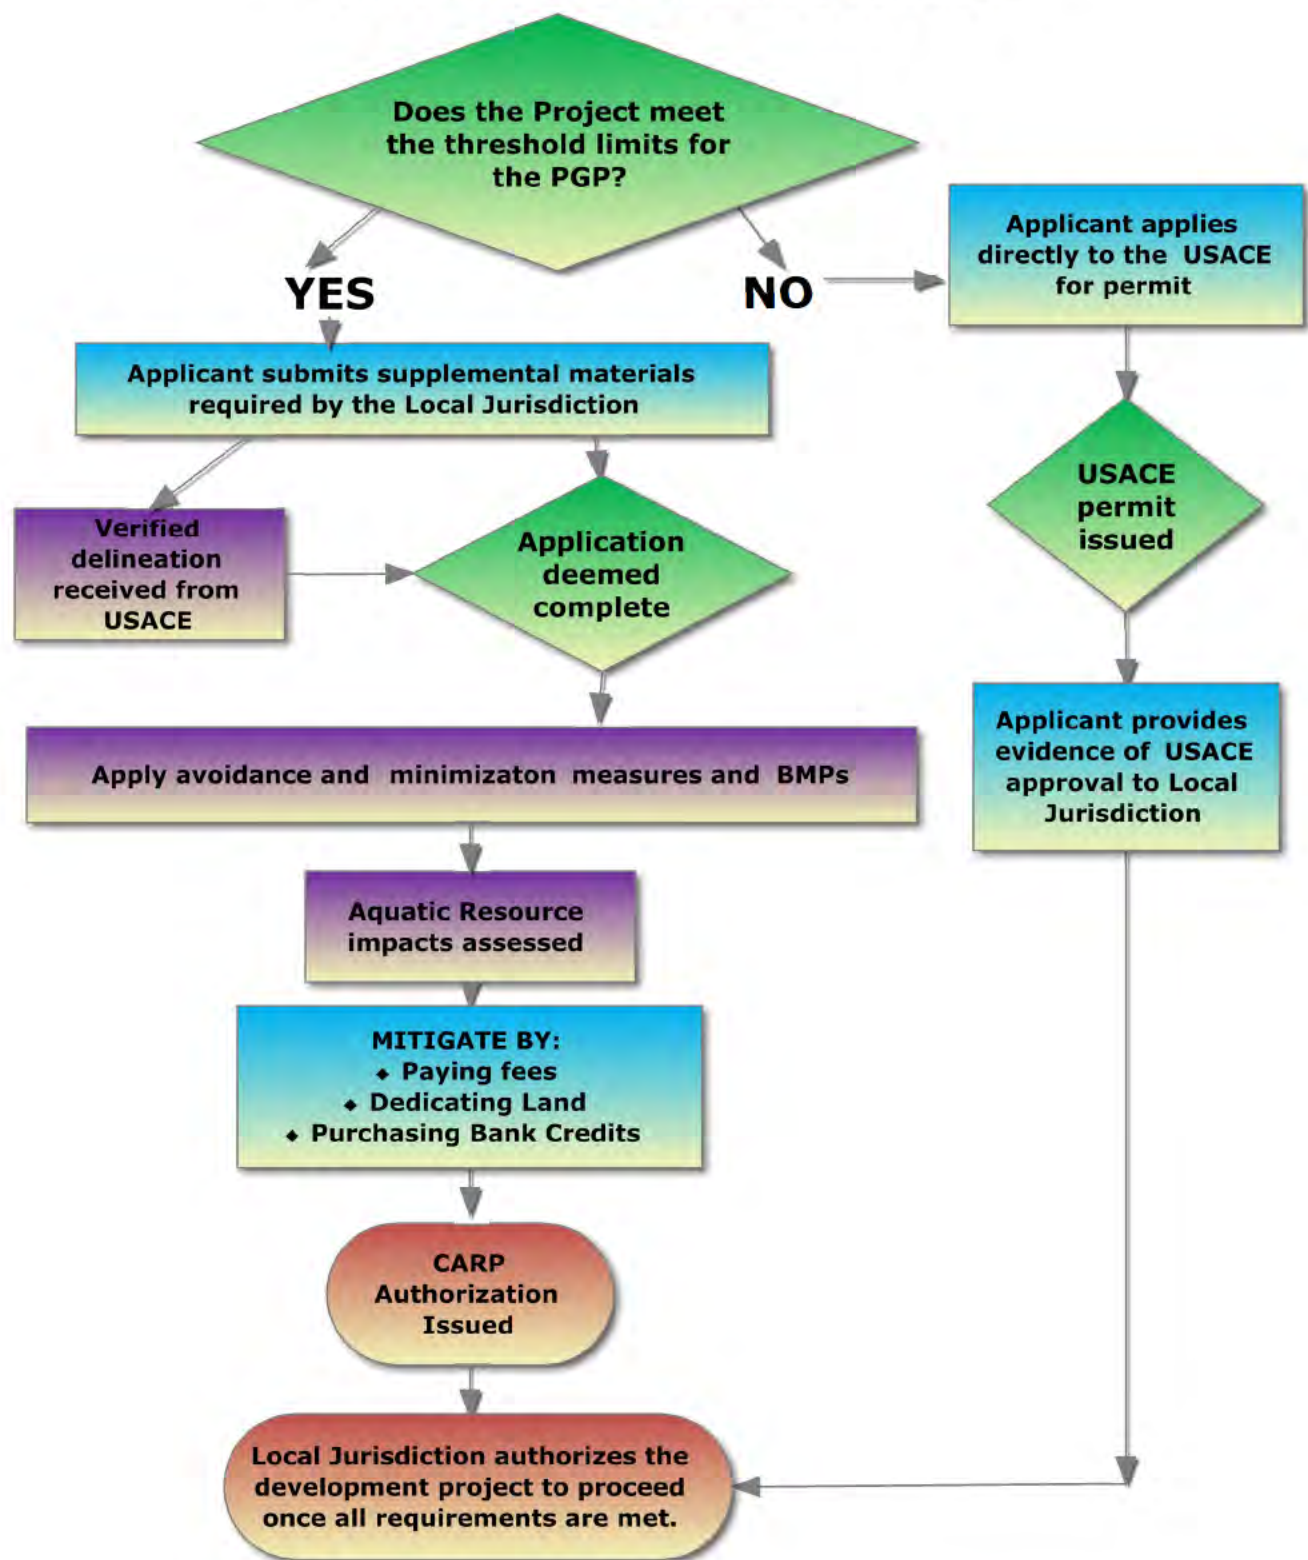 Does the Project meet
the threshold limits for
the PGP?
YES
NO
Applicant applies
directly to the USACE
for permit
Applicant submits supplemental materials
required by the Local Jurisdiction
Verified
delineation
received from
USACE
Application
deemed
complete
USACE
permit
issued
Apply avoidance and minimizaton measures and BMPs
Applicant provides
evidence of USACE
approval to Local
Jurisdiction
Aquatic Resource
impacts assessed
MITIGATE BY:
◆ Paying fees
◆ Dedicating Land
◆ Purchasing Bank Credits
CARP
Authorization
Issued
Local Jurisdiction authorizes the
development project to proceed
once all requirements are met.